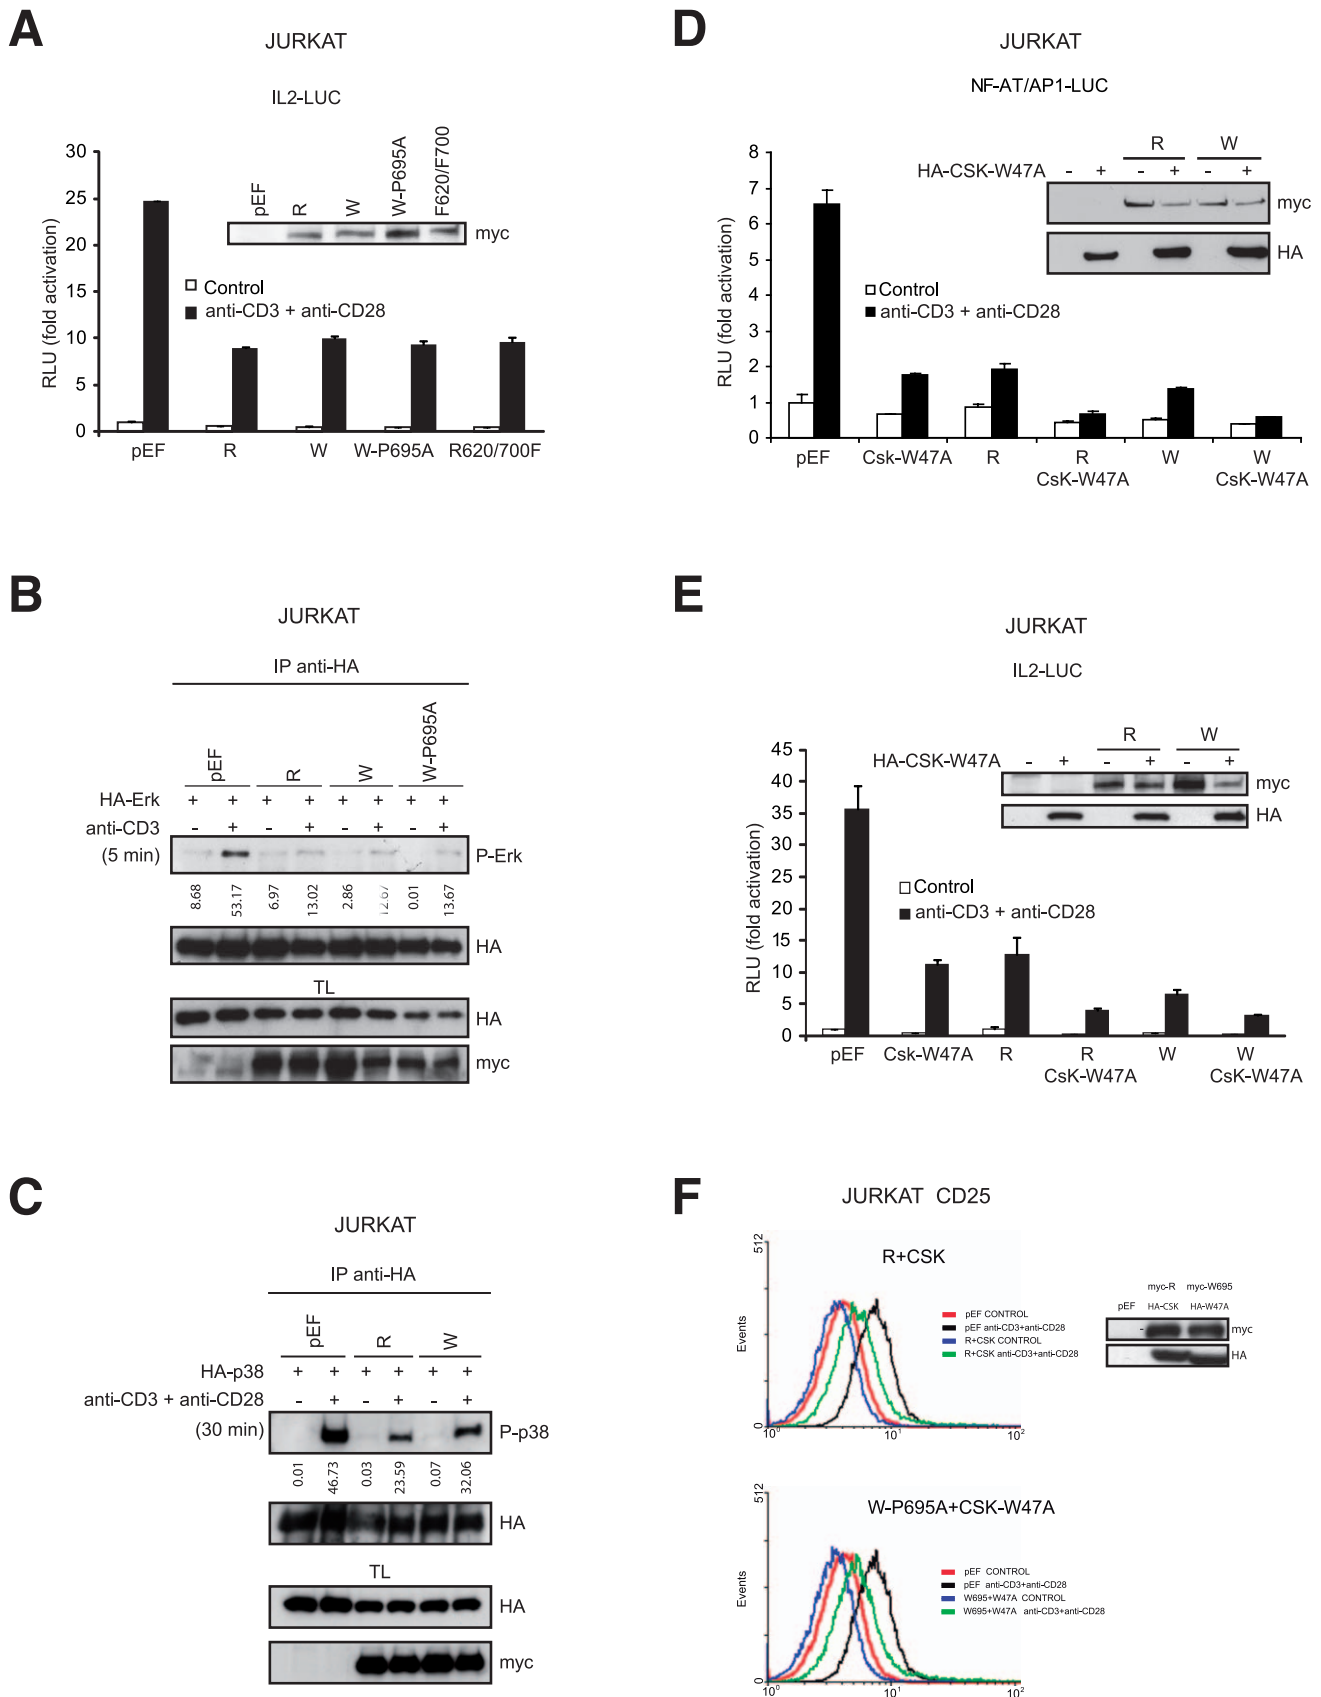 A
JURKAT
IL2-LUC
RLU (fold activation)
30
25
20
15
10
5
0
pEF
R
W
W-P695A
F620/F700
myc
Control
anti-CD3 + anti-CD28
pEF R W W-P695A R620/700F
B
JURKAT
IP anti-HA
pEF R W W-P695A
HA-Erk + + + + + + + +
anti-CD3 - + - + - + - +
(5 min) P-Erk
8.68 53.17 6.97 13.02 2.86 12.67 0.01 13.67
HA
TL
HA
myc
C
JURKAT
IP anti-HA
pEF R W
HA-p38 + + + + + +
anti-CD3 + anti-CD28 - + - + - +
(30 min) P-p38
0.01 46.73 0.03 23.59 0.07 32.06
HA
TL
HA
myc
D
JURKAT
NF-AT/AP1-LUC
RLU (fold activation)
8
7
6
5
4
3
2
1
0
R W
HA-CSK-W47A - + - + - +
myc
HA
Control
anti-CD3 + anti-CD28
pEF Csk-W47A R R W W
CsK-W47A CsK-W47A
E
JURKAT
IL2-LUC
RLU (fold activation)
45
40
35
30
25
20
15
10
5
0
R W
HA-CSK-W47A - + - + - +
myc
HA
Control
anti-CD3 + anti-CD28
pEF Csk-W47A R R W W
CsK-W47A CsK-W47A
F
JURKAT CD25
512
R+CSK
Events
pEF CONTROL
pEF anti-CD3+anti-CD28
R+CSK CONTROL
R+CSK anti-CD3+anti-CD28
0
10⁰ 10¹ 10²
myc-R myc-W695
pEF HA-CSK HA-W47A
- myc
HA
512
W-P695A+CSK-W47A
Events
pEF CONTROL
pEF anti-CD3+anti-CD28
W695+W47A CONTROL
W695+W47A anti-CD3+anti-CD28
0
10⁰ 10¹ 10²